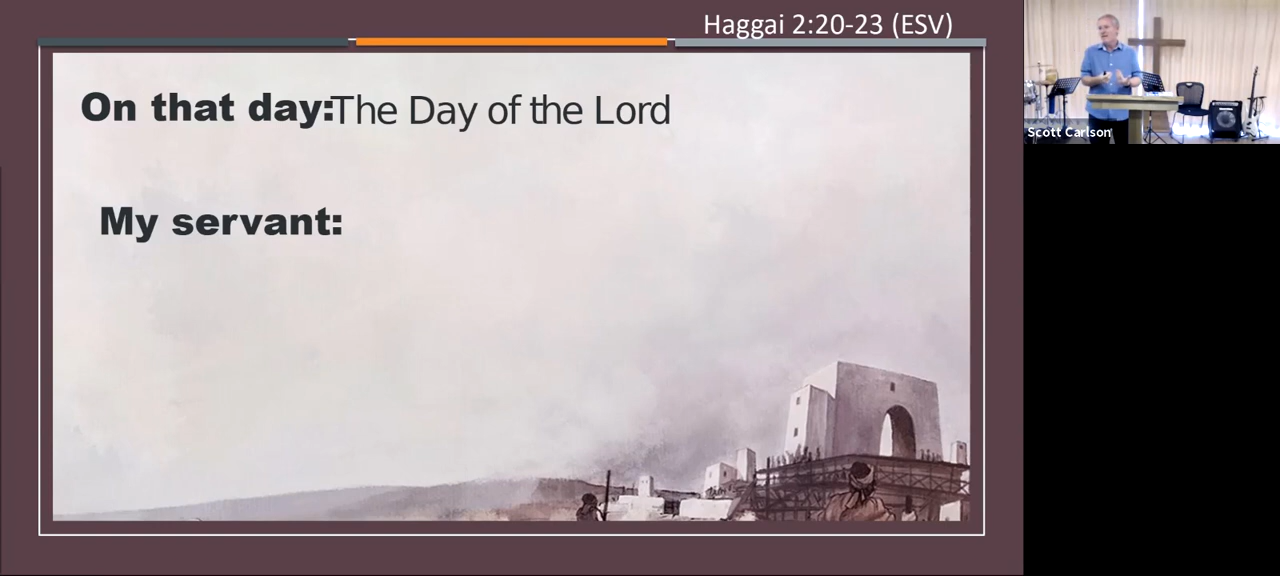 Haggai 2:20-23 (ESV)
On that day:The Day of the Lord
My servant:
Scott Carlson